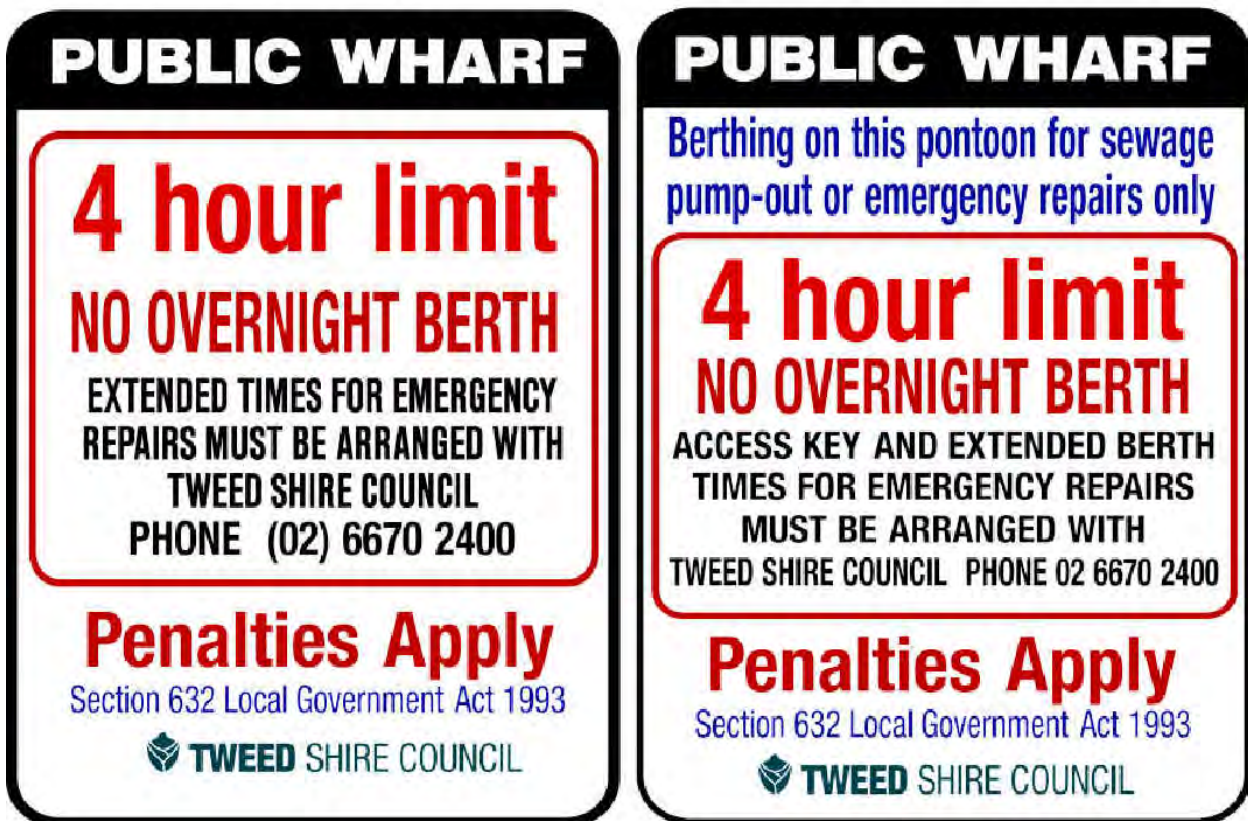 PUBLIC WHARF
4 hour limit
NO OVERNIGHT BERTH
EXTENDED TIMES FOR EMERGENCY
REPAIRS MUST BE ARRANGED WITH
TWEED SHIRE COUNCIL
PHONE (02) 6670 2400
Penalties Apply
Section 632 Local Government Act 1993
TWEED SHIRE COUNCIL
PUBLIC WHARF
Berthing on this pontoon for sewage
pump-out or emergency repairs only
4 hour limit
NO OVERNIGHT BERTH
ACCESS KEY AND EXTENDED BERTH
TIMES FOR EMERGENCY REPAIRS
MUST BE ARRANGED WITH
TWEED SHIRE COUNCIL PHONE 02 6670 2400
Penalties Apply
Section 632 Local Government Act 1993
TWEED SHIRE COUNCIL